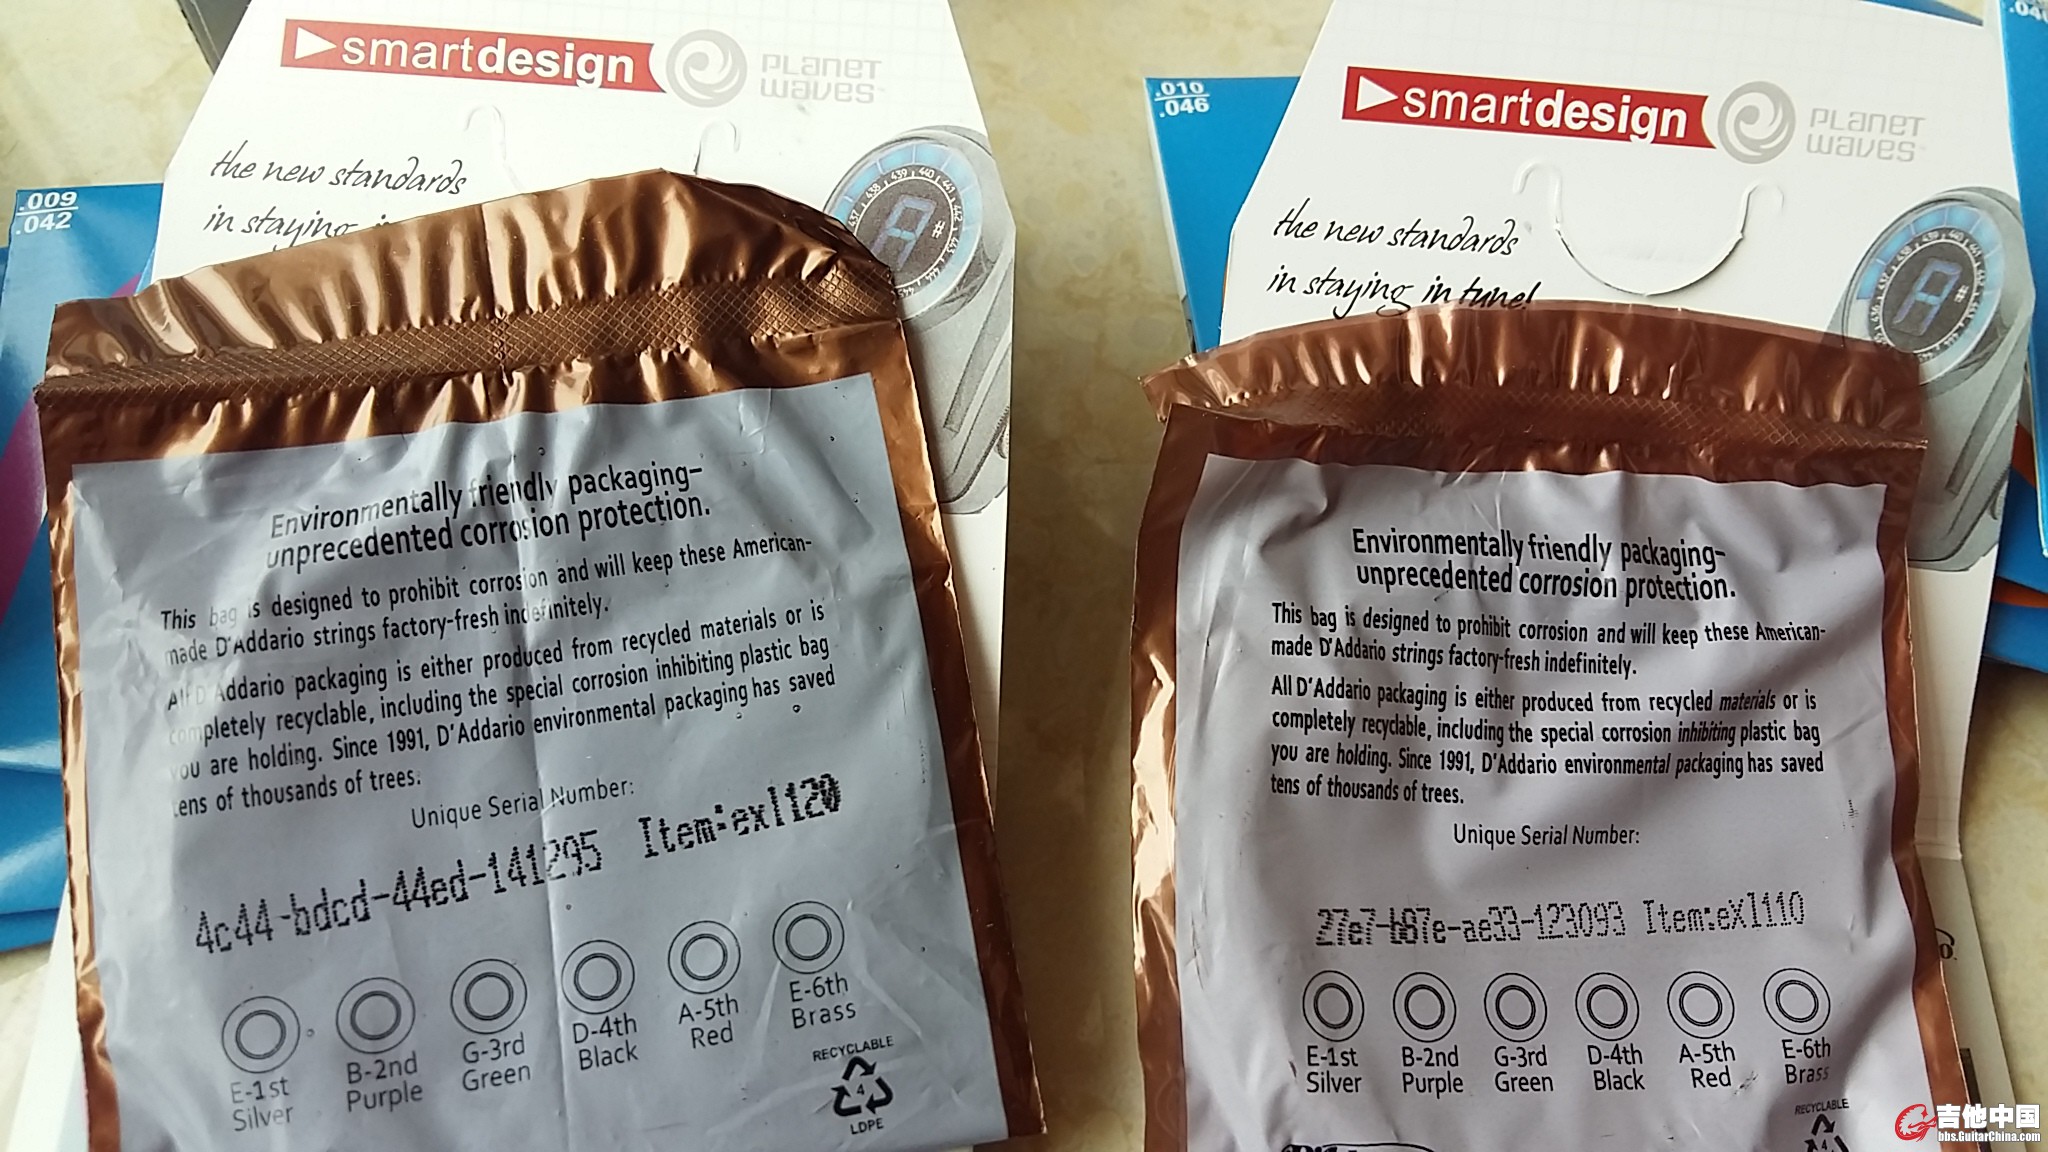 smartdesign
PLANET
waves
the new standards
in staying
437 438 439 440 441 442
A
.009
.042
Environmentally friendly packaging–
unprecedented corrosion protection.
This bag is designed to prohibit corrosion and will keep these American-
made D'Addario strings factory-fresh indefinitely.
All D'Addario packaging is either produced from recycled materials or is
completely recyclable, including the special corrosion inhibiting plastic bag
you are holding. Since 1991, D'Addario environmental packaging has saved
tens of thousands of trees.
Unique Serial Number:
4c44-bdcd-44ed-141295 Item:exl120
E-1st
Silver
B-2nd
Purple
G-3rd
Green
D-4th
Black
A-5th
Red
E-6th
Brass
RECYCLABLE
4
LDPE
.010
.046
smartdesign
PLANET
waves
the new standards
in staying in tune!
A
Environmentally friendly packaging–
unprecedented corrosion protection.
This bag is designed to prohibit corrosion and will keep these American-
made D'Addario strings factory-fresh indefinitely.
All D'Addario packaging is either produced from recycled materials or is
completely recyclable, including the special corrosion inhibiting plastic bag
you are holding. Since 1991, D'Addario environmental packaging has saved
tens of thousands of trees.
Unique Serial Number:
27e7-b87e-ae33-123093 Item:eXl110
E-1st
Silver
B-2nd
Purple
G-3rd
Green
D-4th
Black
A-5th
Red
E-6th
Brass
RECYCLABLE
4
吉他中国
bbs.GuitarChina.com